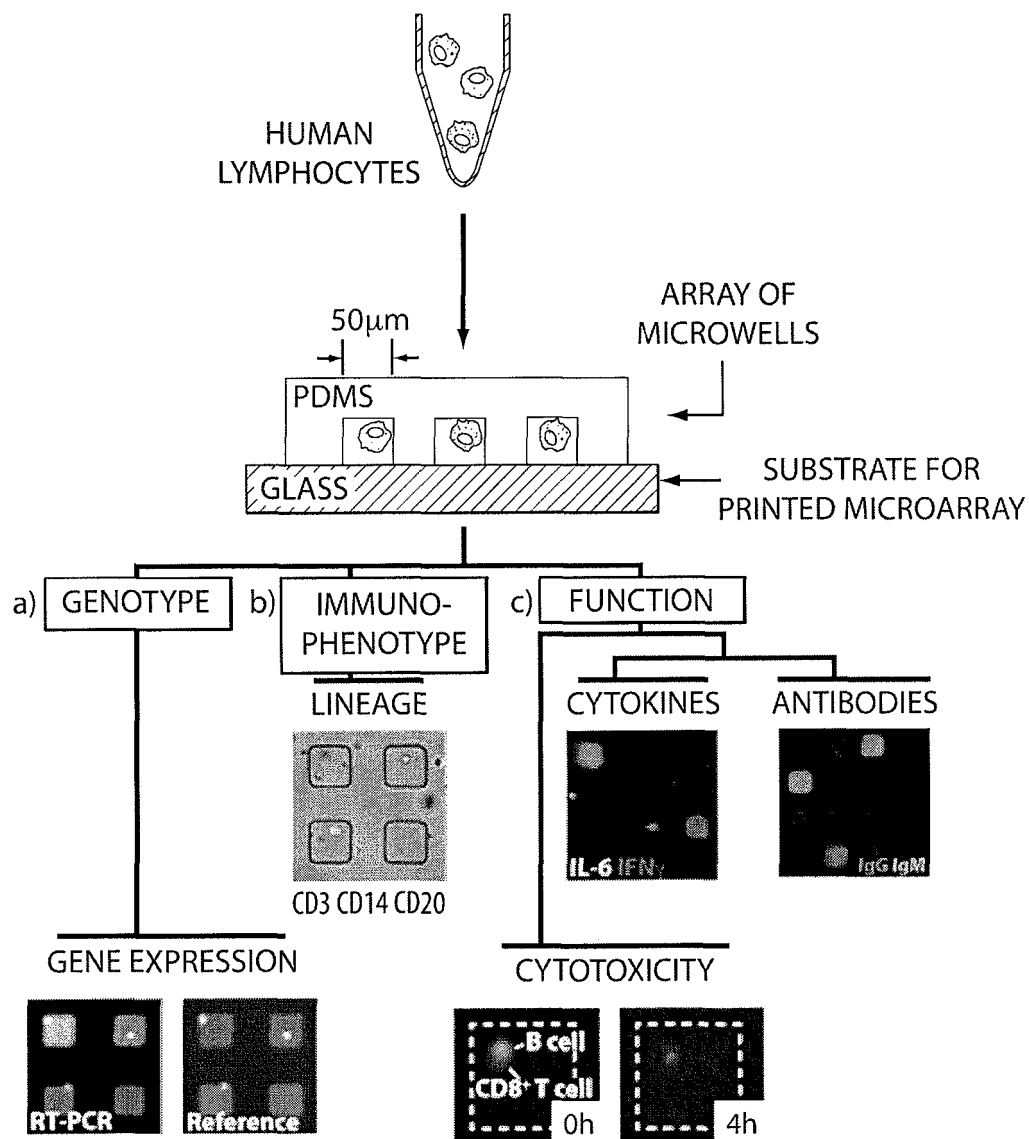 HUMAN
LYMPHOCYTES
ARRAY OF
MICROWELLS
50μm
PDMS
GLASS
SUBSTRATE FOR
PRINTED MICROARRAY
a) GENOTYPE
b) IMMUNO-
PHENOTYPE
c) FUNCTION
LINEAGE
CYTOKINES
ANTIBODIES
IL-6 IFNγ
IgG IgM
CD3 CD14 CD20
GENE EXPRESSION
CYTOTOXICITY
RT-PCR
Reference
B cell
CD8+ T cell
0h
4h